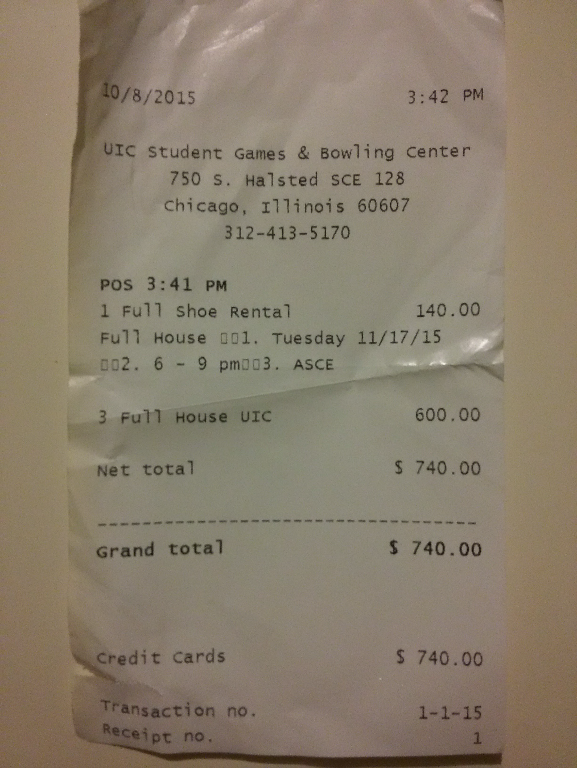 10/8/2015 3:42 PM
UIC Student Games & Bowling Center
750 S. Halsted SCE 128
Chicago, Illinois 60607
312-413-5170
POS 3:41 PM
1 Full Shoe Rental 140.00
Full House ▯▯1. Tuesday 11/17/15
▯▯2. 6 - 9 pm▯▯3. ASCE
3 Full House UIC 600.00
Net total $ 740.00
------------------------------------------
Grand total $ 740.00
Credit Cards $ 740.00
Transaction no. 1-1-15
Receipt no. 1